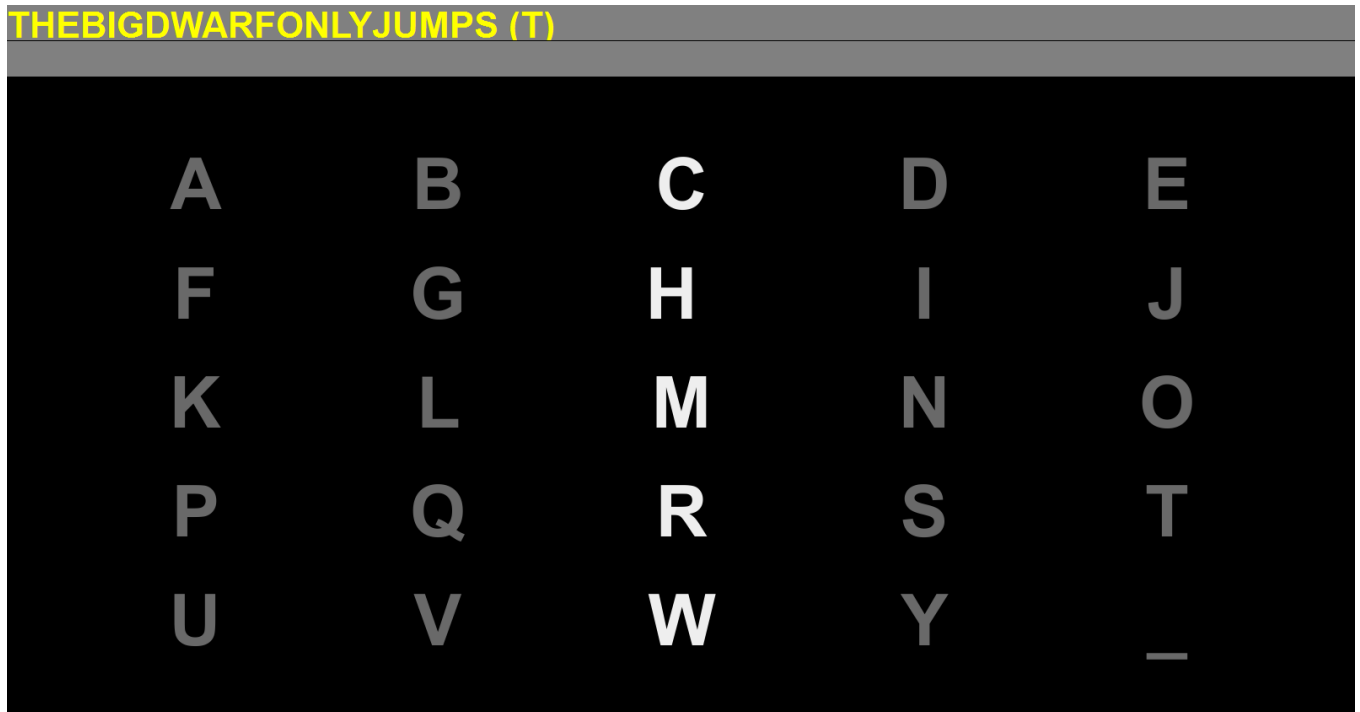 THEBIGDWARFONLYJUMPS (T)
A B C D E
F G H I J
K L M N O
P Q R S T
U V W Y _